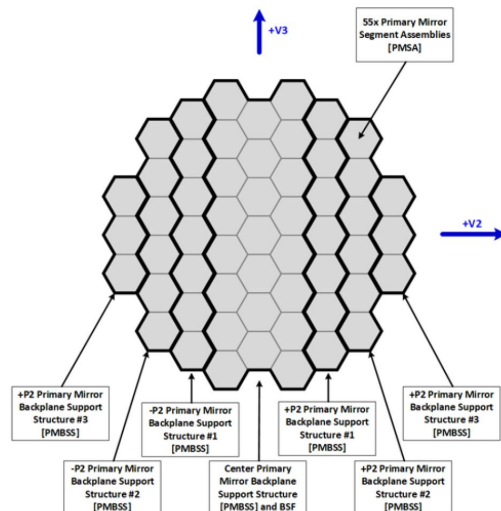 +V3
55x Primary Mirror
Segment Assemblies
[PMSA]
+V2
+P2 Primary Mirror
Backplane Support
Structure #3
[PMBSS]
-P2 Primary Mirror
Backplane Support
Structure #1
[PMBSS]
+P2 Primary Mirror
Backplane Support
Structure #1
[PMBSS]
+P2 Primary Mirror
Backplane Support
Structure #3
[PMBSS]
-P2 Primary Mirror
Backplane Support
Structure #2
[PMBSS]
Center Primary
Mirror Backplane
Support Structure
[PMBSS] and BSF
+P2 Primary Mirror
Backplane Support
Structure #2
[PMBSS]